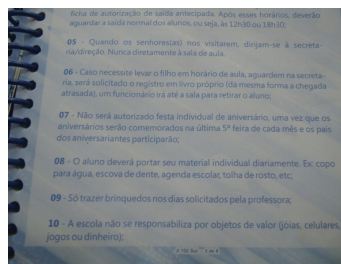 ficha de autorização de saída antecipada. Após esses horários, deverão
aguardar a saída normal dos alunos, ou seja, às 12h30 ou 18h30;
05 - Quando os senhores(as) nos visitarem, dirijam-se à secreta-
ria/direção. Nunca diretamente à sala de aula.
06 - Caso necessite levar o filho em horário de aula, aguardem na secreta-
ria, será solicitado o registro em livro próprio (da mesma forma a chegada
atrasada), um funcionário irá até a sala para retirar o aluno;
07 - Não será autorizado festa individual de aniversário, uma vez que os
aniversários serão comemorados na última 5ª feira de cada mês e os pais
dos aniversariantes participarão;
08 - O aluno deverá portar seu material individual diariamente. Ex: copo
para água, escova de dente, agenda escolar, tolha de rosto, etc;
09 - Só trazer brinquedos nos dias solicitados pela professora;
10 - A escola não se responsabiliza por objetos de valor (jóias, celulares,
jogos ou dinheiro);